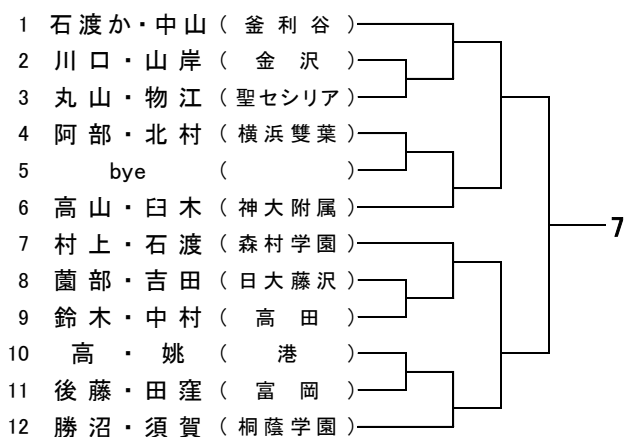 1 石渡か・中山 ( 釜利谷 )
2 川口・山岸 ( 金沢 )
3 丸山・物江 ( 聖セシリア )
4 阿部・北村 ( 横浜雙葉 )
5 bye ( )
6 高山・臼木 ( 神大附属 )
7 村上・石渡 ( 森村学園 )
7
8 薗部・吉田 ( 日大藤沢 )
9 鈴木・中村 ( 高田 )
10 高・姚 ( 港 )
11 後藤・田窪 ( 富岡 )
12 勝沼・須賀 ( 桐蔭学園 )